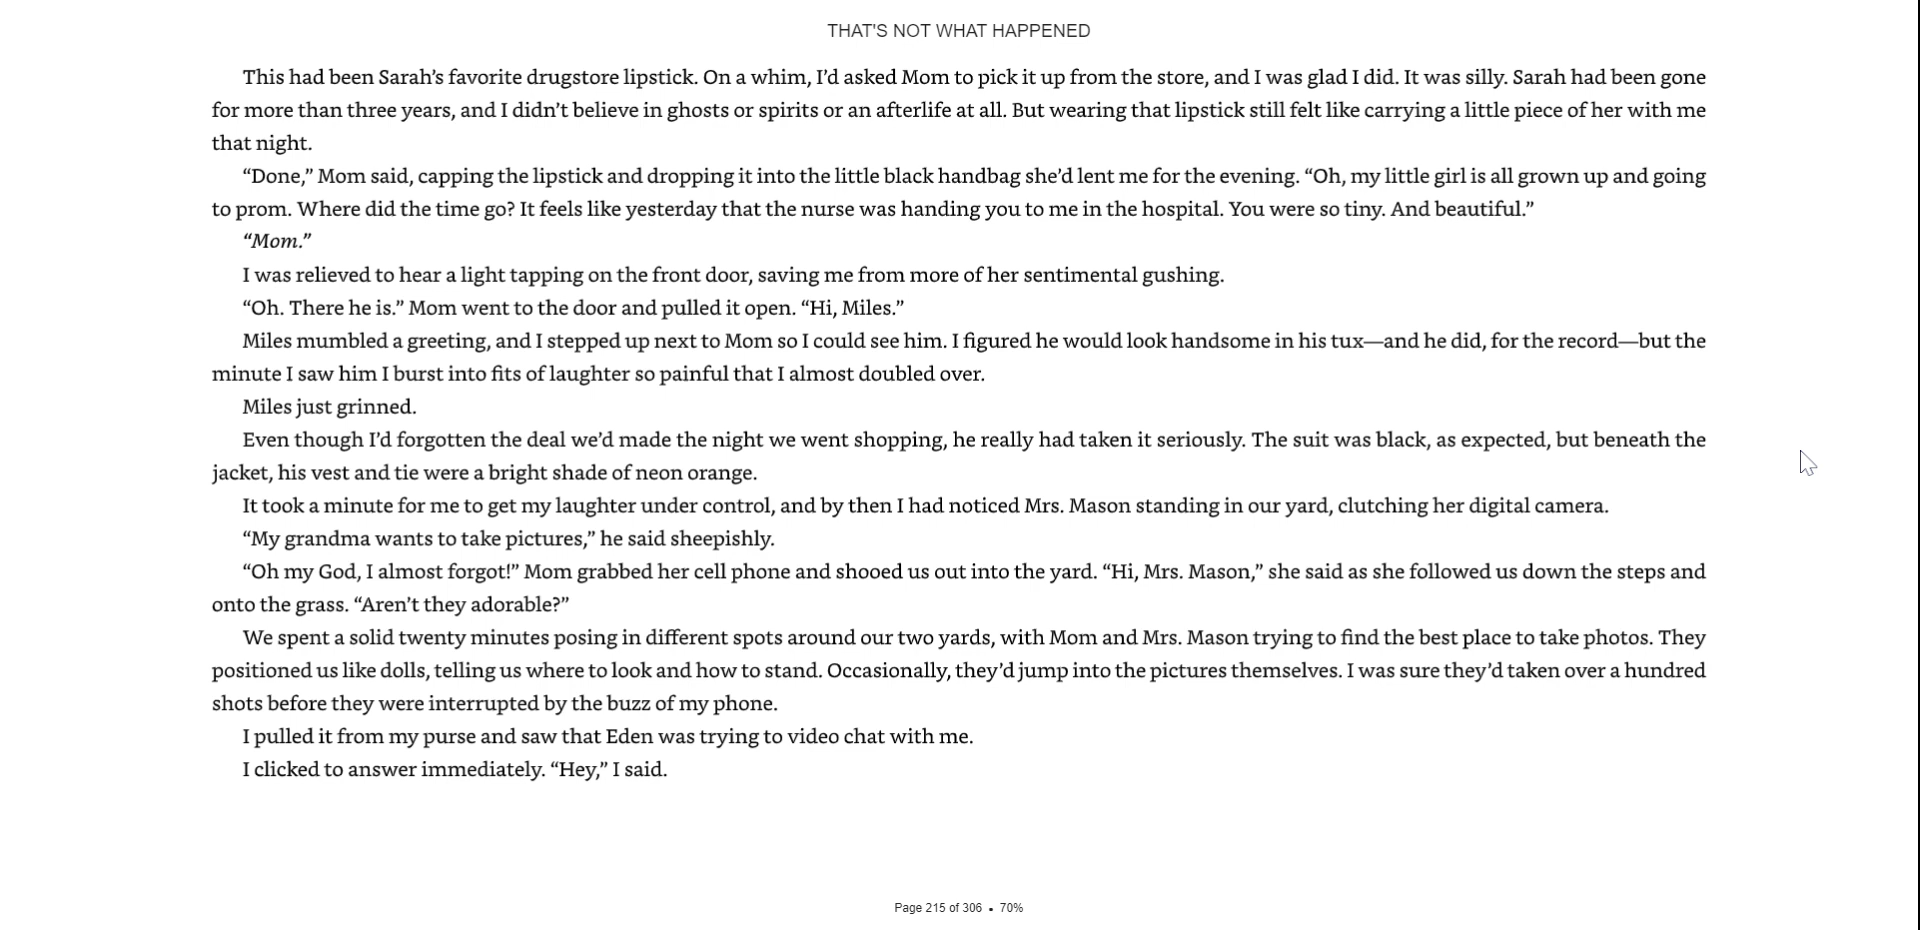 THAT'S NOT WHAT HAPPENED
This had been Sarah’s favorite drugstore lipstick. On a whim, I’d asked Mom to pick it up from the store, and I was glad I did. It was silly. Sarah had been gone
for more than three years, and I didn’t believe in ghosts or spirits or an afterlife at all. But wearing that lipstick still felt like carrying a little piece of her with me
that night.
“Done,” Mom said, capping the lipstick and dropping it into the little black handbag she’d lent me for the evening. “Oh, my little girl is all grown up and going
to prom. Where did the time go? It feels like yesterday that the nurse was handing you to me in the hospital. You were so tiny. And beautiful.”
“Mom.”
I was relieved to hear a light tapping on the front door, saving me from more of her sentimental gushing.
“Oh. There he is.” Mom went to the door and pulled it open. “Hi, Miles.”
Miles mumbled a greeting, and I stepped up next to Mom so I could see him. I figured he would look handsome in his tux—and he did, for the record—but the
minute I saw him I burst into fits of laughter so painful that I almost doubled over.
Miles just grinned.
Even though I’d forgotten the deal we’d made the night we went shopping, he really had taken it seriously. The suit was black, as expected, but beneath the
jacket, his vest and tie were a bright shade of neon orange.
It took a minute for me to get my laughter under control, and by then I had noticed Mrs. Mason standing in our yard, clutching her digital camera.
“My grandma wants to take pictures,” he said sheepishly.
“Oh my God, I almost forgot!” Mom grabbed her cell phone and shooed us out into the yard. “Hi, Mrs. Mason,” she said as she followed us down the steps and
onto the grass. “Aren’t they adorable?”
We spent a solid twenty minutes posing in different spots around our two yards, with Mom and Mrs. Mason trying to find the best place to take photos. They
positioned us like dolls, telling us where to look and how to stand. Occasionally, they’d jump into the pictures themselves. I was sure they’d taken over a hundred
shots before they were interrupted by the buzz of my phone.
I pulled it from my purse and saw that Eden was trying to video chat with me.
I clicked to answer immediately. “Hey,” I said.
Page 215 of 306 • 70%